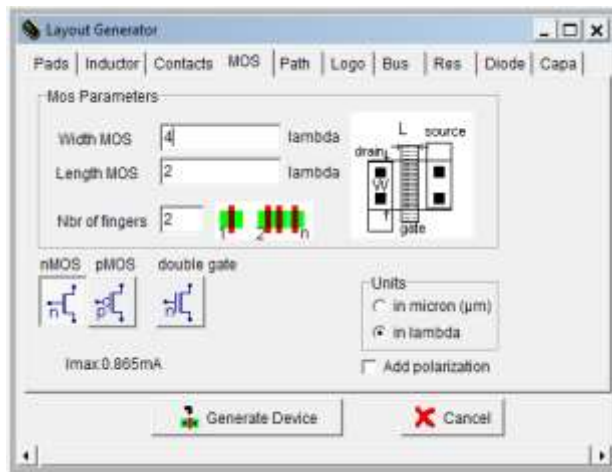 Layout Generator
Pads Inductor Contacts MOS Path Logo Bus Res Diode Capa
Mos Parameters
Width MOS 4 lambda
Length MOS 2 lambda
Nbr of fingers 2
1 2 n
L source
drain
W
gate
nMOS pMOS double gate
n p n
Units
in micron (µm)
in lambda
Imax:0.865mA
Add polarization
Generate Device Cancel